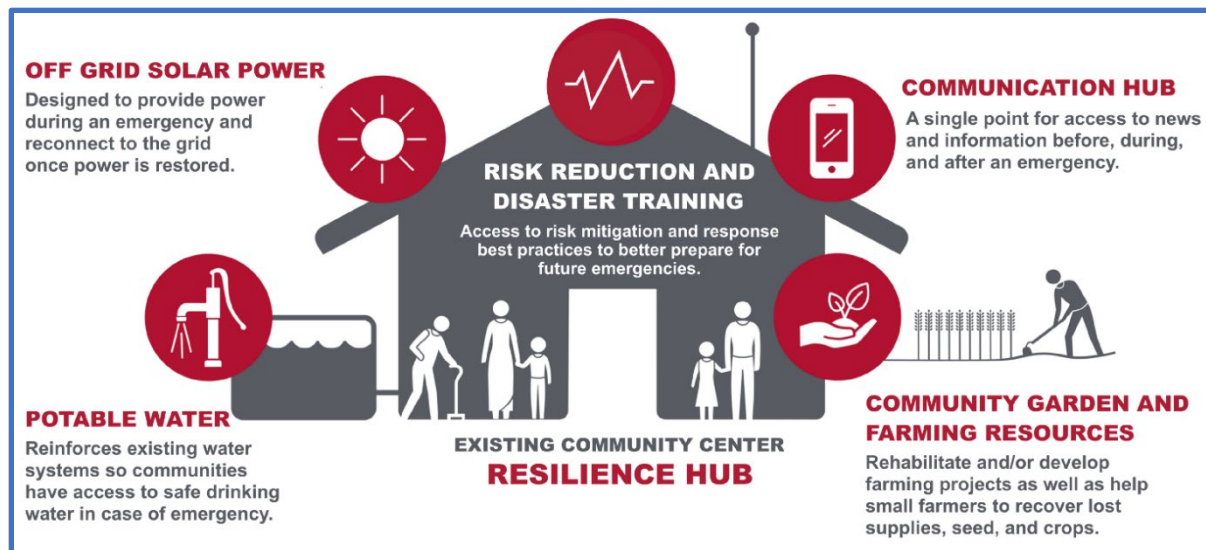 OFF GRID SOLAR POWER
Designed to provide power
during an emergency and
reconnect to the grid
once power is restored.
COMMUNICATION HUB
A single point for access to news
and information before, during,
and after an emergency.
RISK REDUCTION AND
DISASTER TRAINING
Access to risk mitigation and response
best practices to better prepare for
future emergencies.
POTABLE WATER
Reinforces existing water
systems so communities
have access to safe drinking
water in case of emergency.
EXISTING COMMUNITY CENTER
RESILIENCE HUB
COMMUNITY GARDEN AND
FARMING RESOURCES
Rehabilitate and/or develop
farming projects as well as help
small farmers to recover lost
supplies, seed, and crops.